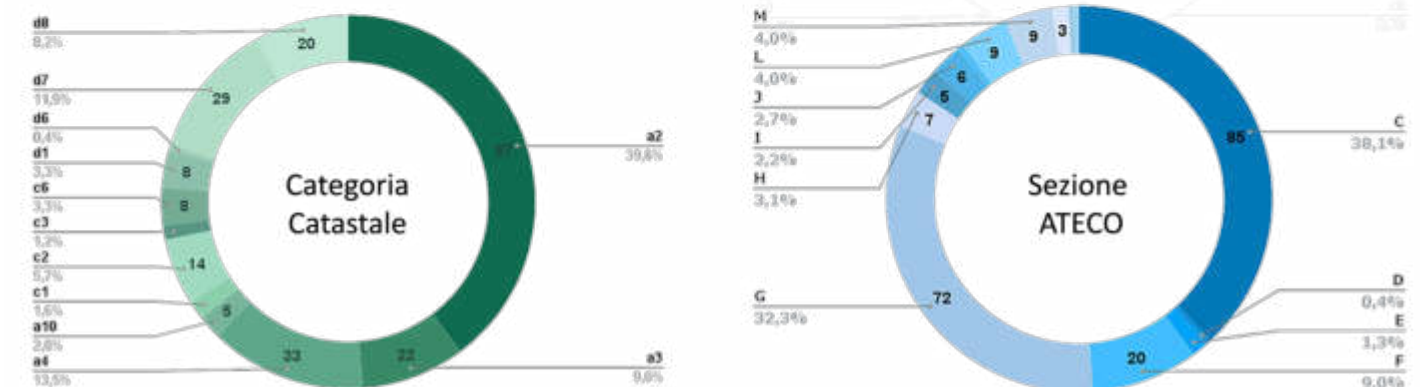 d8
8,2%
20
d7
11,9%
29
d6
0,4%
d1
3,3%
8
c6
3,3%
8
c3
1,2%
c2
5,7%
14
c1
1,6%
a10
2,0%
5
a4
13,5%
33
a3
9,0%
22
a2
39,6%
97
Categoria
Catastale
M
4,0%
9
3
L
4,0%
9
J
2,7%
6
I
2,2%
5
H
3,1%
7
G
32,3%
72
C
38,1%
85
D
0,4%
E
1,3%
F
9,0%
20
Sezione
ATECO